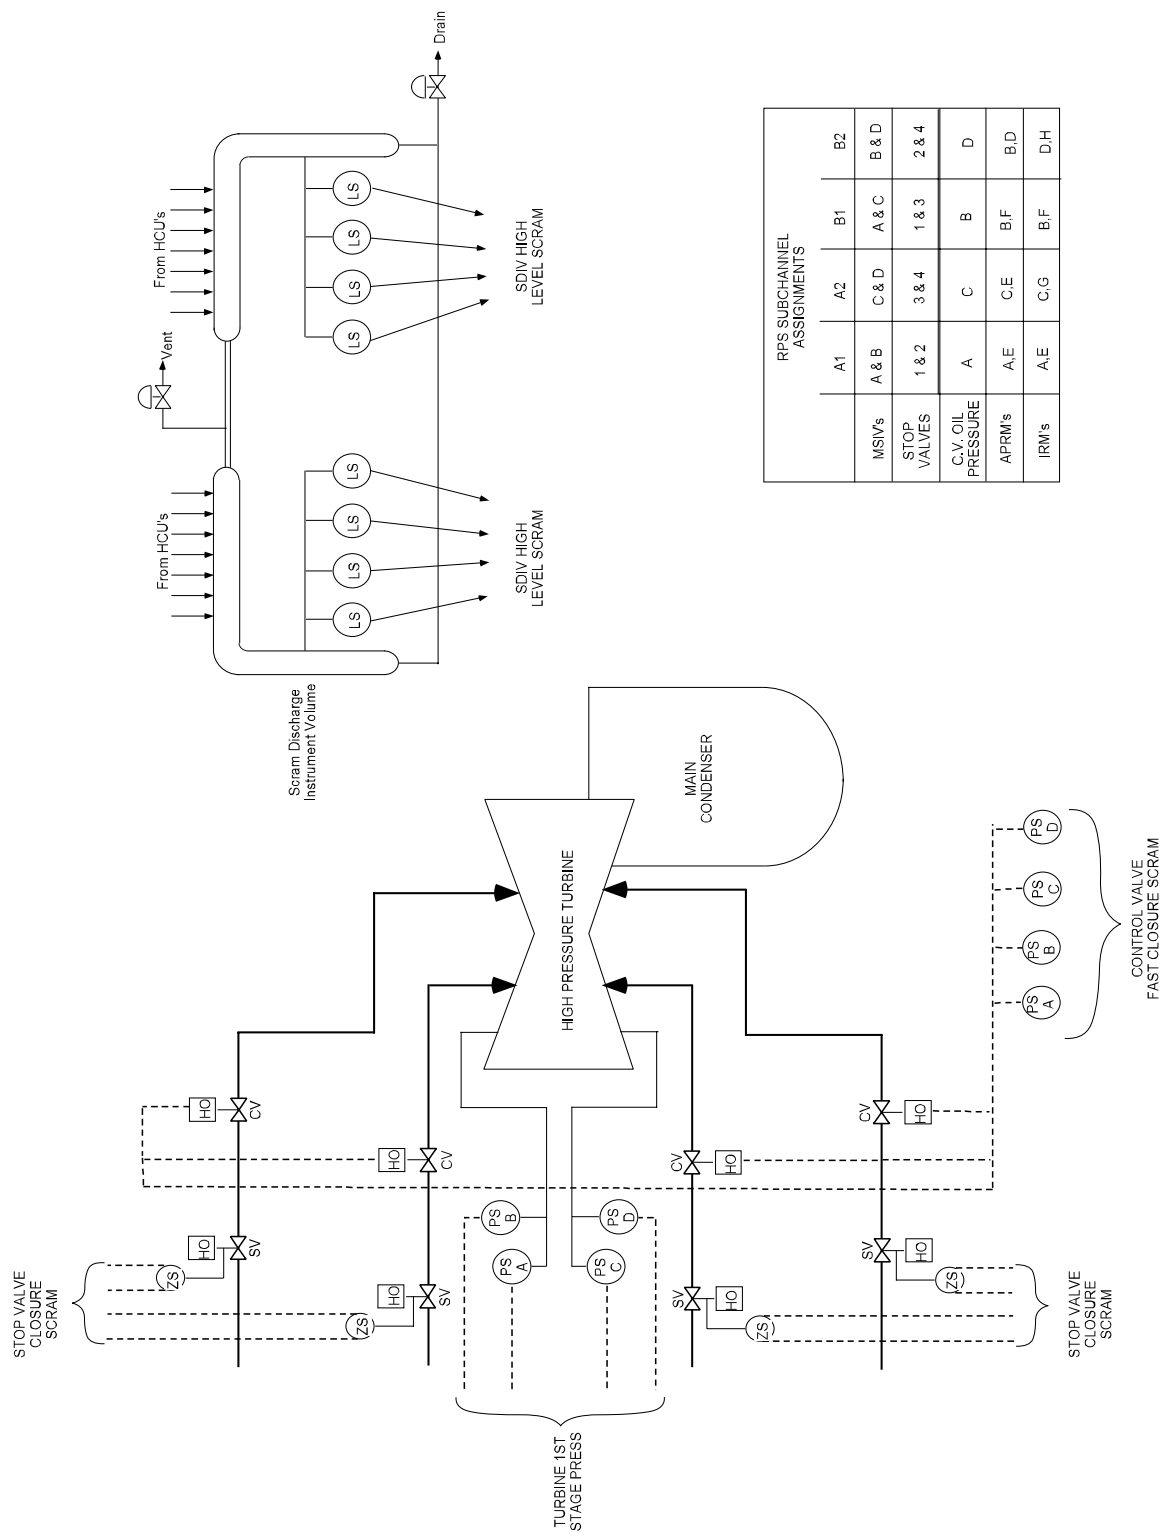 STOP VALVE
CLOSURE
SCRAM
ZS
HO
SV
HO
CV
ZS
HO
SV
HO
CV
TURBINE 1ST
STAGE PRESS
PS
A
PS
B
PS
C
PS
D
HIGH PRESSURE TURBINE
MAIN
CONDENSER
ZS
HO
SV
HO
CV
ZS
HO
SV
HO
CV
STOP VALVE
CLOSURE
SCRAM
PS
A
PS
B
PS
C
PS
D
CONTROL VALVE
FAST CLOSURE SCRAM
From HCU's
Vent
From HCU's
Drain
Scram Discharge
Instrument Volume
LS
LS
LS
LS
LS
LS
LS
LS
SDIV HIGH
LEVEL SCRAM
SDIV HIGH
LEVEL SCRAM
RPS SUBCHANNEL
ASSIGNMENTS
A1 A2 B1 B2
MSIV's A & B C & D A & C B & D
STOP
VALVES 1 & 2 3 & 4 1 & 3 2 & 4
C.V. OIL
PRESSURE A C B D
APRM's A,E C,E B,F B,D
IRM's A,E C,G B,F D,H